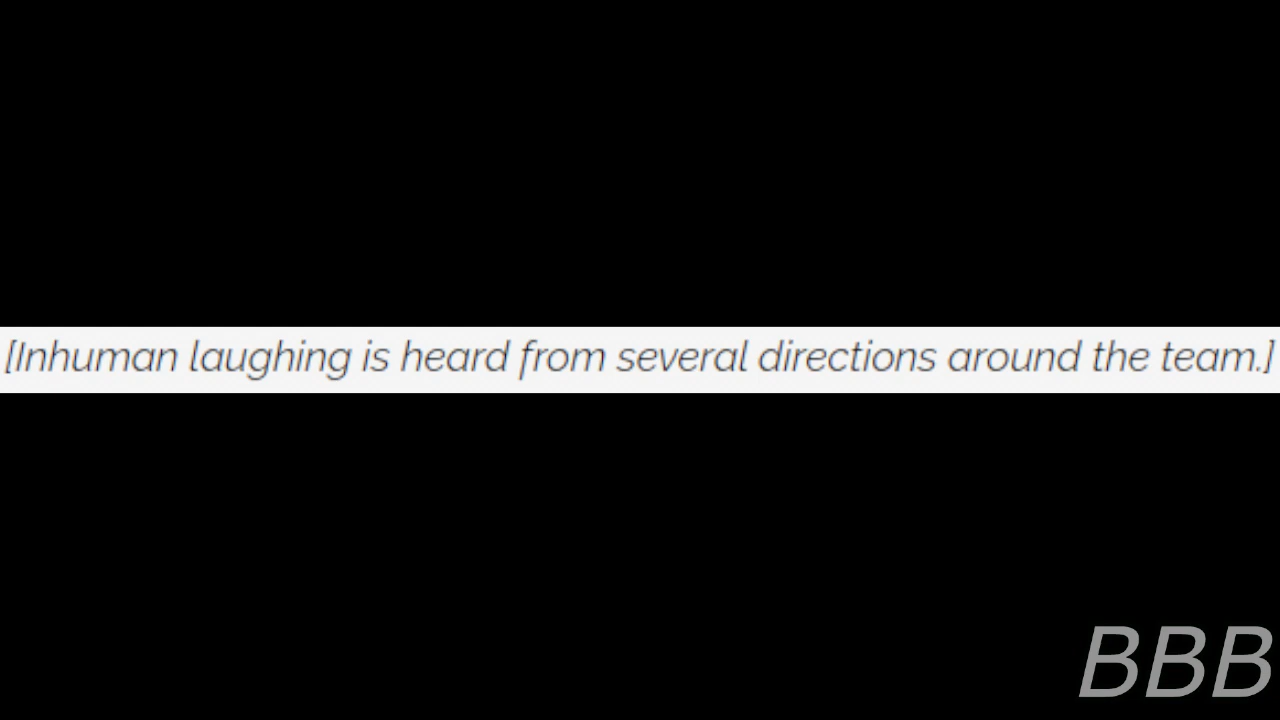 [Inhuman laughing is heard from several directions around the team.]
BBB